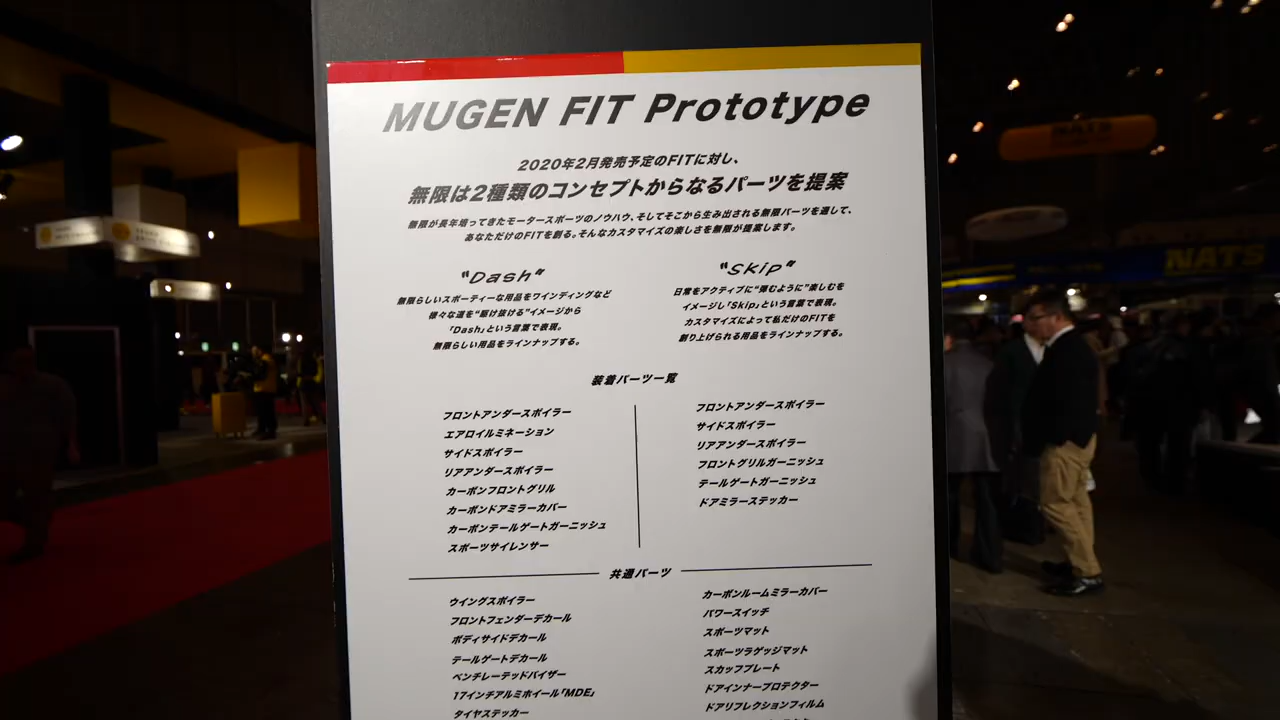 MUGEN FIT Prototype
2020年2月発売予定のFITに対し、
無限は2種類のコンセプトからなるパーツを提案
無限が長年培ってきたモータースポーツのノウハウ、そしてそこから生み出される無限パーツを通して、
あなただけのFITを創る。そんなカスタマイズの楽しさを無限が提案します。
"Dash"
無限らしいスポーティーな用品をワインディングなど
様々な道を"駆け抜ける"イメージから
「Dash」という言葉で表現。
無限らしい用品をラインナップする。
"Skip"
日常をアクティブに"弾むように"楽しむを
イメージし「Skip」という言葉で表現。
カスタマイズによって私だけのFITを
創り上げられる用品をラインナップする。
装着パーツ一覧
フロントアンダースポイラー
エアロイルミネーション
サイドスポイラー
リアアンダースポイラー
カーボンフロントグリル
カーボンドアミラーカバー
カーボンテールゲートガーニッシュ
スポーツサイレンサー
フロントアンダースポイラー
サイドスポイラー
リアアンダースポイラー
フロントグリルガーニッシュ
テールゲートガーニッシュ
ドアミラーステッカー
共通パーツ
ウイングスポイラー
フロントフェンダーデカール
ボディサイドデカール
テールゲートデカール
ベンチレーテッドバイザー
17インチアルミホイール「MDE」
タイヤステッカー
カーボンルームミラーカバー
パワースイッチ
スポーツマット
スポーツラゲッジマット
スカッフプレート
ドアインナープロテクター
ドアリフレクションフィルム
NATS
NATS